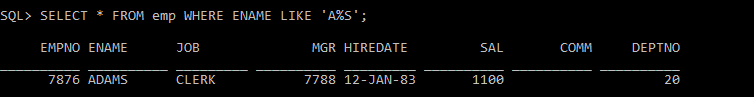 SQL> SELECT * FROM emp WHERE ENAME LIKE 'A%S';
EMPNO ENAME JOB MGR HIREDATE SAL COMM DEPTNO
7876 ADAMS CLERK 7788 12-JAN-83 1100 20